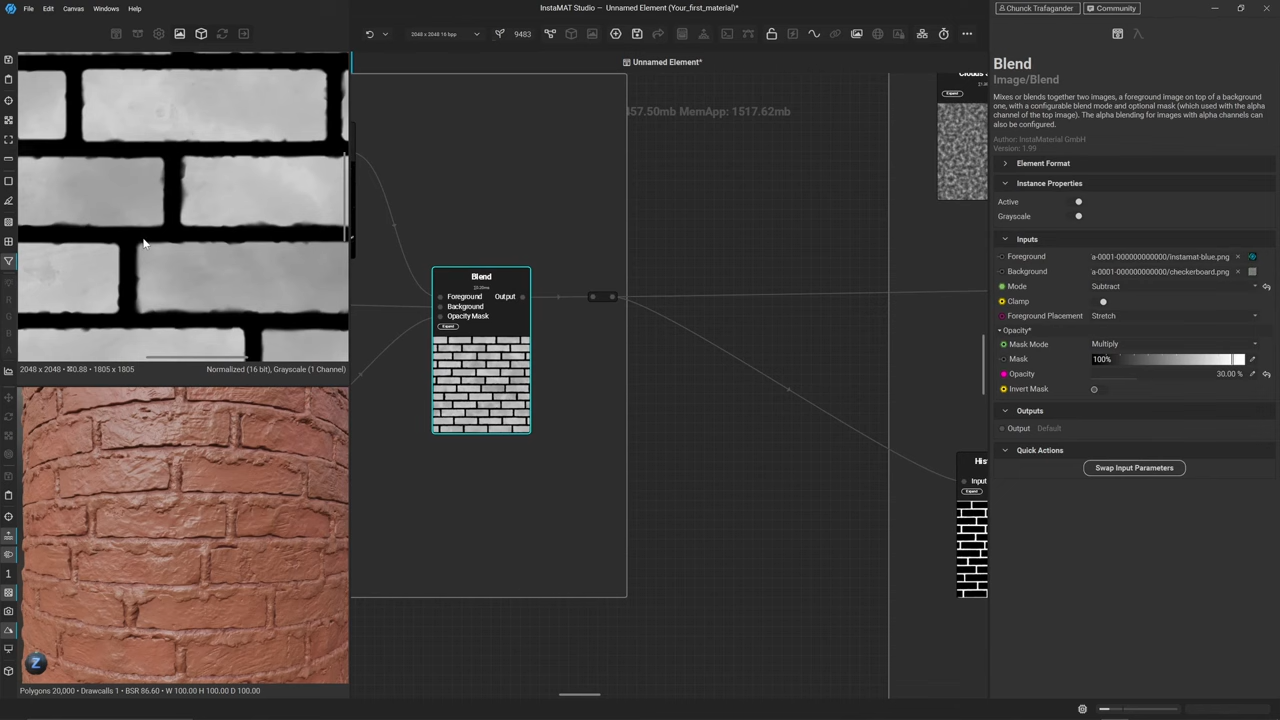 File Edit Canvas Windows Help
InstaMAT Studio – Unnamed Element (Your_first_material)*
Chunck Trafagander
Community
2048 x 2048 16 bpp
9483
Unnamed Element*
457.50mb MemApp: 1517.62mb
Expand
Blend
Foreground Output
Background
Opacity Mask
Expand
His
Input
Expand
R
G
B
A
2048 x 2048 • ⌘0.88 • 1805 x 1805
Normalized (16 bit), Grayscale (1 Channel)
1
Z
Polygons 20,000 • Drawcalls 1 • BSR 86.60 • W 100.00 H 100.00 D 100.00
Blend
Image/Blend
Mixes or blends together two images, a foreground image on top of a background
one, with a configurable blend mode and optional mask (which used with the alpha
channel of the top image). The alpha blending for images with alpha channels can
also be configured.
Author: InstaMaterial GmbH
Version: 1.99
Element Format
Instance Properties
Active
Grayscale
Inputs
Foreground a-0001-000000000000/instamat-blue.png
Background a-0001-000000000000/checkerboard.png
Mode Subtract
Clamp
Foreground Placement Stretch
Opacity*
Mask Mode Multiply
Mask 100%
Opacity 30.00 %
Invert Mask
Outputs
Output Default
Quick Actions
Swap Input Parameters